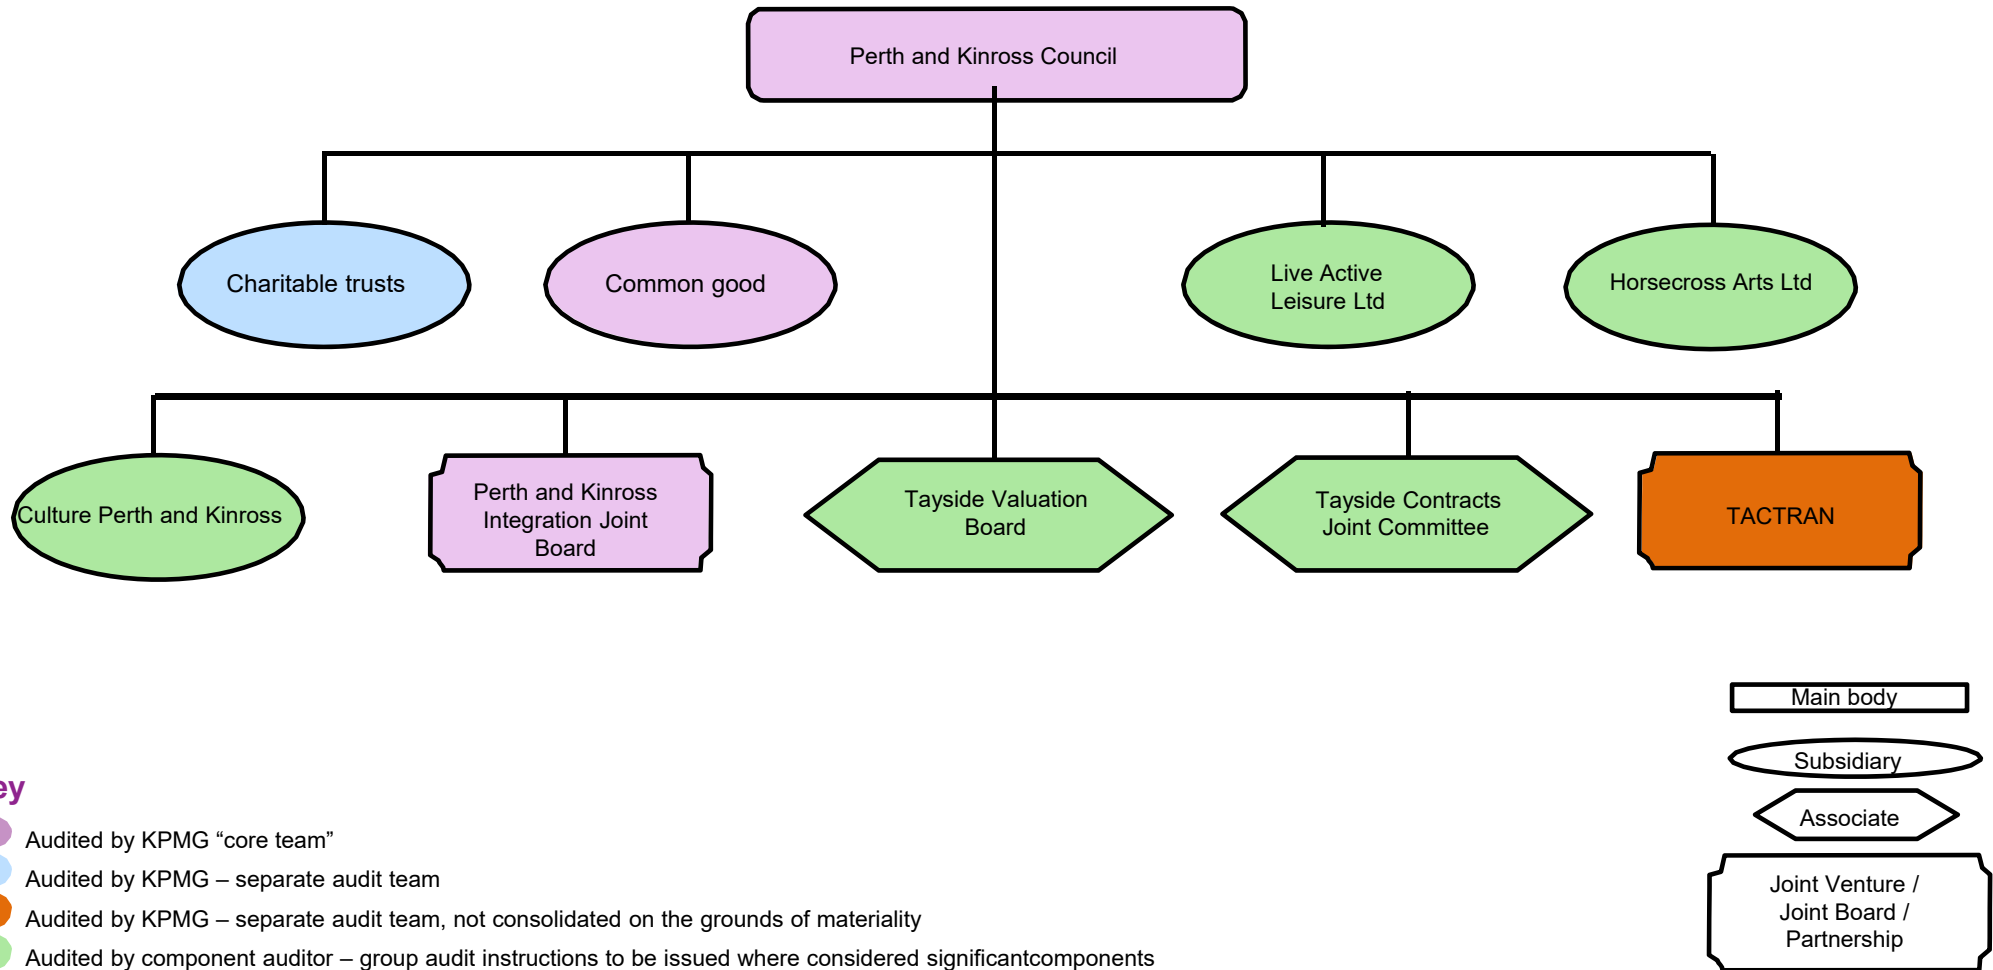 Perth and Kinross Council
Charitable trusts
Common good
Live Active
Leisure Ltd
Horsecross Arts Ltd
Culture Perth and Kinross
Perth and Kinross
Integration Joint
Board
Tayside Valuation
Board
Tayside Contracts
Joint Committee
TACTRAN
Main body
Subsidiary
Associate
Joint Venture /
Joint Board /
Partnership
ey
Audited by KPMG “core team”
Audited by KPMG – separate audit team
Audited by KPMG – separate audit team, not consolidated on the grounds of materiality
Audited by component auditor – group audit instructions to be issued where considered significantcomponents